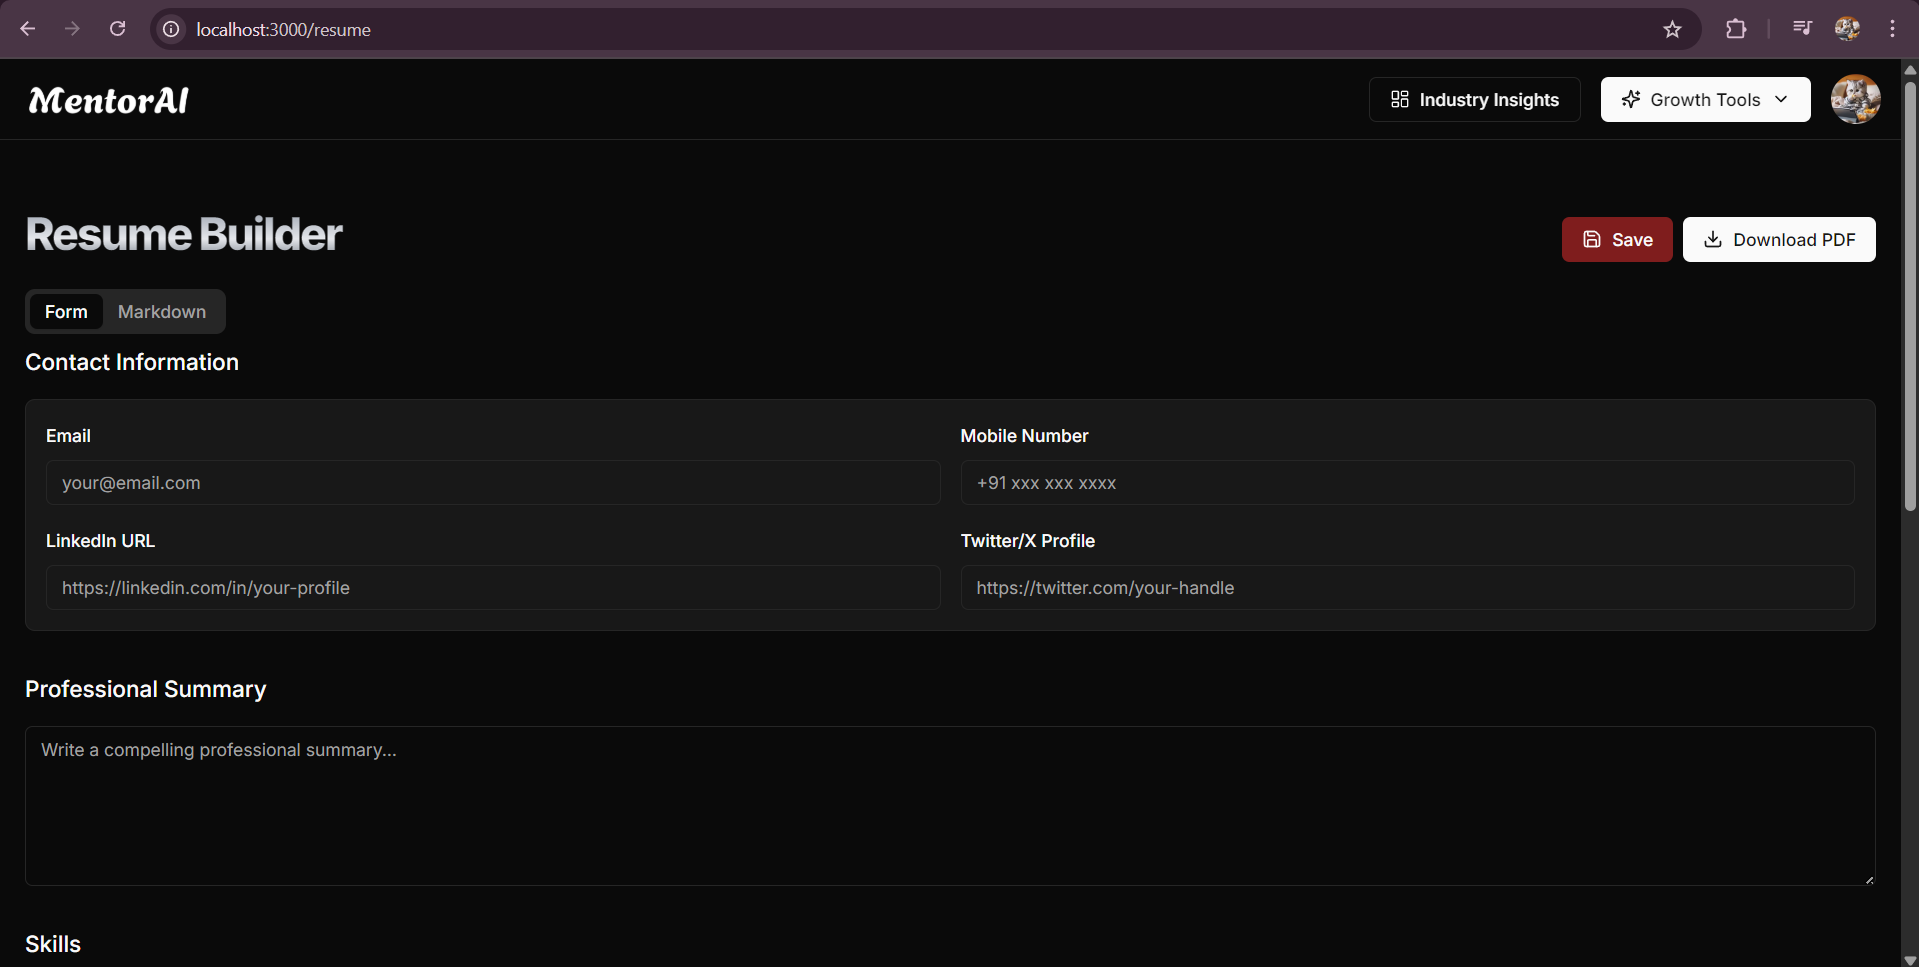 localhost:3000/resume
MentorAI
Industry Insights
Growth Tools
Resume Builder
Save
Download PDF
Form
Markdown
Contact Information
Email
Mobile Number
your@email.com
+91 xxx xxx xxxx
LinkedIn URL
Twitter/X Profile
https://linkedin.com/in/your-profile
https://twitter.com/your-handle
Professional Summary
Write a compelling professional summary...
Skills